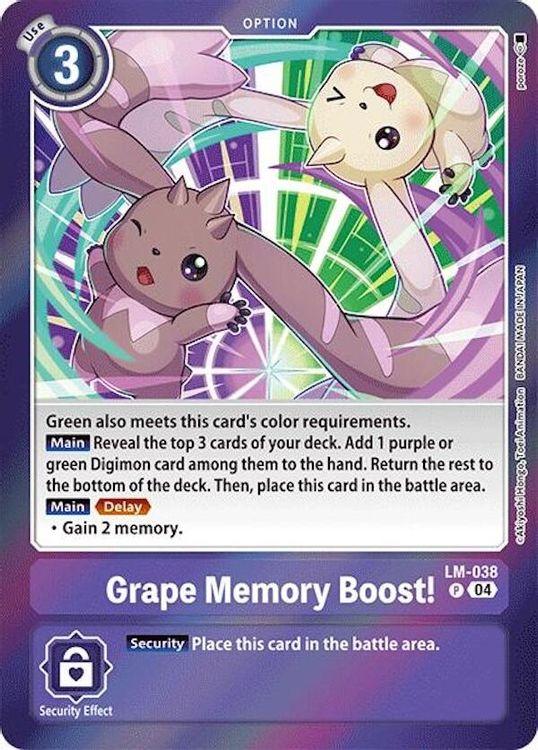 OPTION
Use
3
poroze
Green also meets this card's color requirements.
Main Reveal the top 3 cards of your deck. Add 1 purple or
green Digimon card among them to the hand. Return the rest to
the bottom of the deck. Then, place this card in the battle area.
Main Delay
・Gain 2 memory.
©Akiyoshi Hongo, Toei Animation BANDAI MADE IN JAPAN
LM-038
Grape Memory Boost!
P 04
Security Place this card in the battle area.
Security Effect